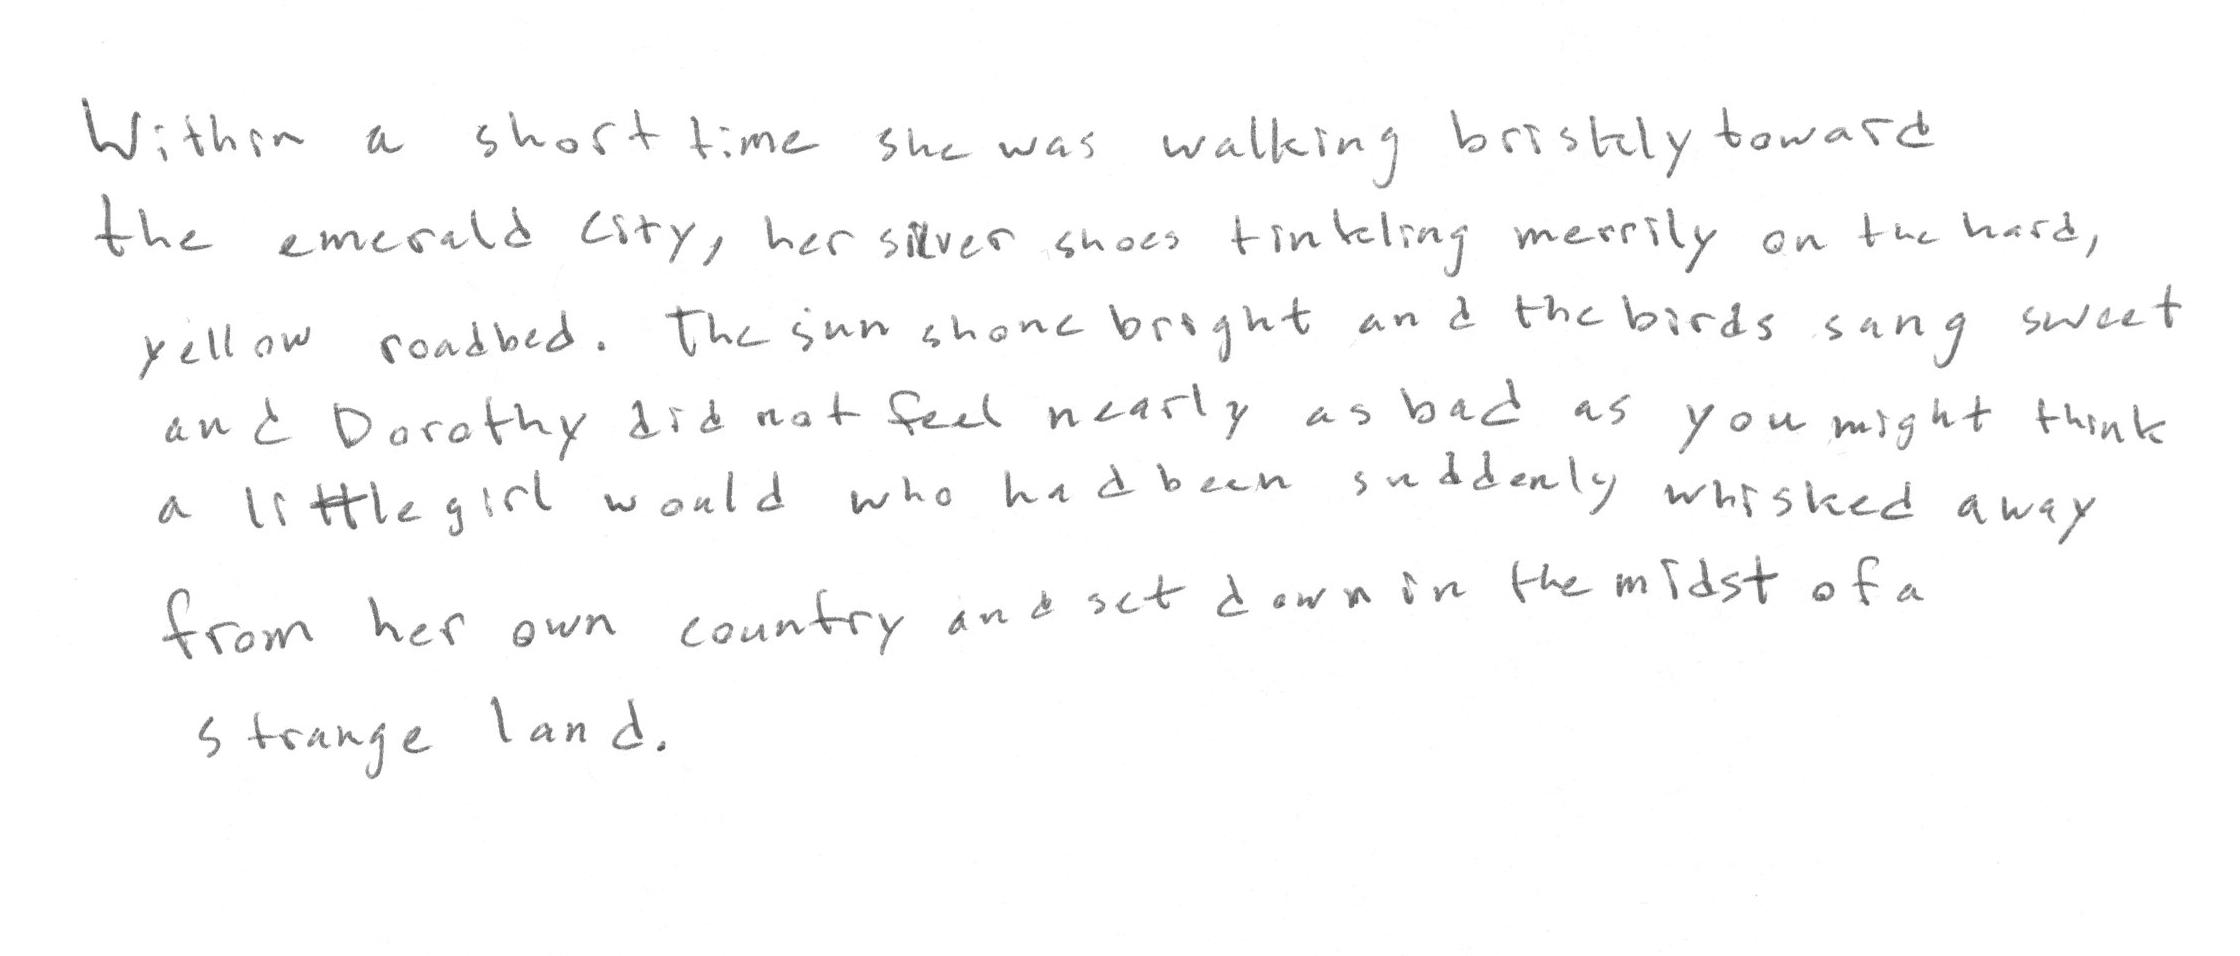 Within a short time she was walking briskly toward
the emerald city, her silver shoes tinkling merrily on the hard,
yellow roadbed. The sun shone bright and the birds sang sweet
and Dorothy did not feel nearly as bad as you might think
a little girl would who had been suddenly whisked away
from her own country and set down in the midst of a
strange land.